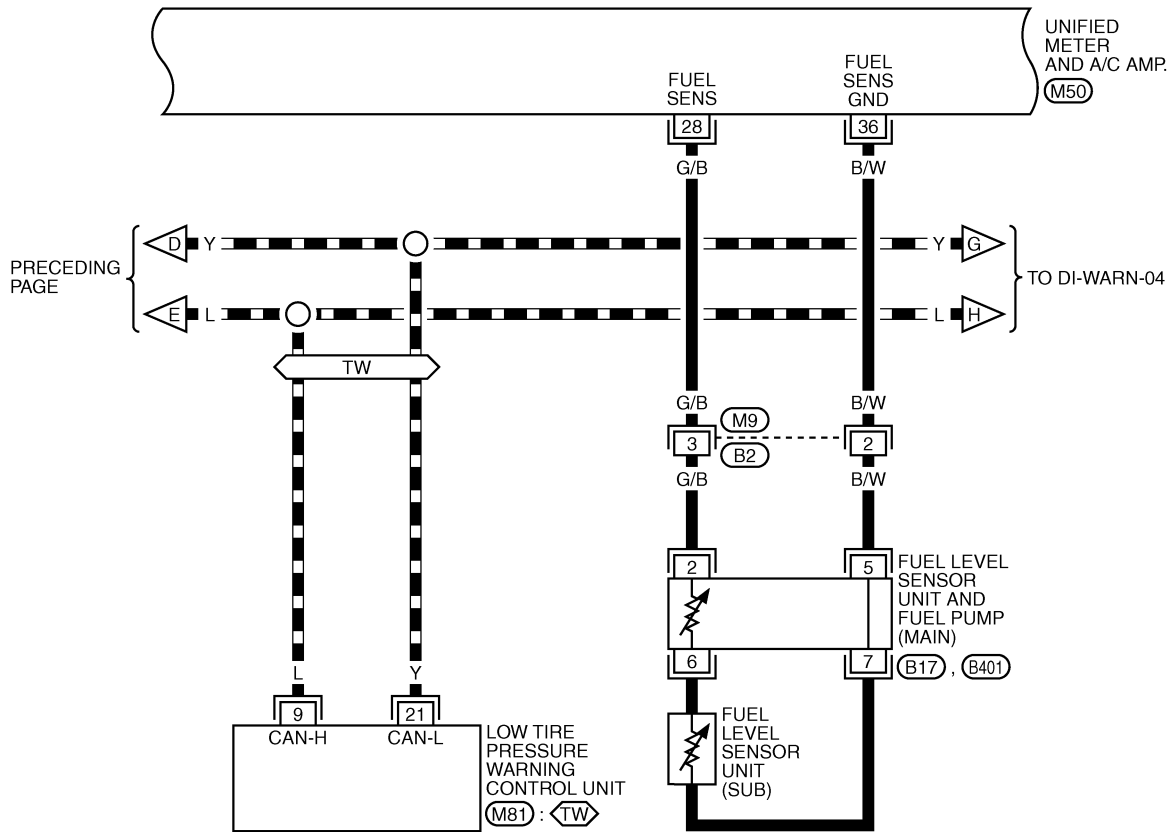 UNIFIED
METER
AND A/C AMP.
M50
FUEL
SENS
FUEL
SENS
GND
28
36
G/B
B/W
PRECEDING
PAGE
D
Y
Y
G
E
L
L
H
TO DI-WARN-04
TW
G/B
B/W
M9
3
2
B2
G/B
B/W
2
5
FUEL LEVEL
SENSOR
UNIT AND
FUEL PUMP
(MAIN)
6
7
B17 , B401
L
Y
9
21
CAN-H
CAN-L
LOW TIRE
PRESSURE
WARNING
CONTROL UNIT
M81 : TW
FUEL
LEVEL
SENSOR
UNIT
(SUB)